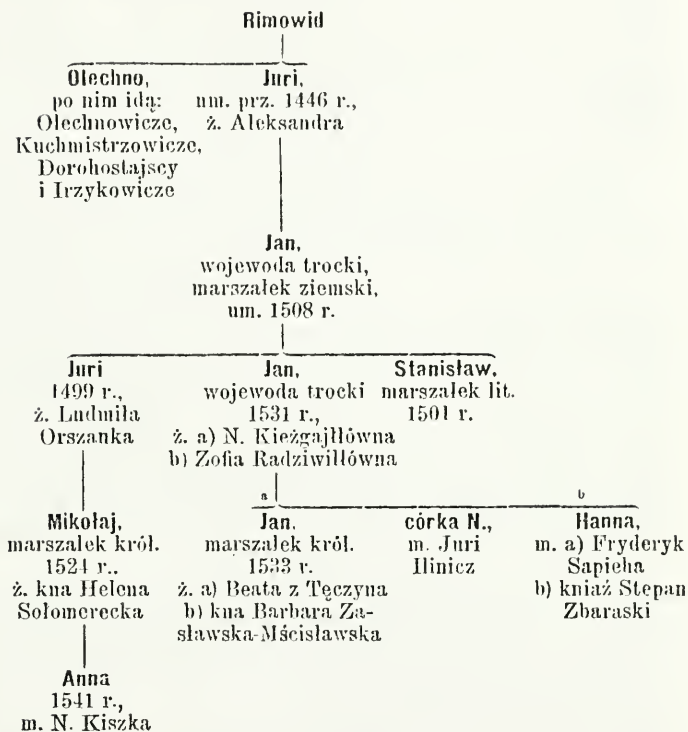 Rimowid
Olechno,
po nim idą:
Olechnowicze,
Kuchmistrzowicze,
Dorohostajscy
i Irzykowicze
Juri,
um. prz. 1446 r.,
ż. Aleksandra
Jan,
wojewoda trocki,
marszałek ziemski,
um. 1508 r.
Juri
1499 r.,
ż. Ludmiła
Orszanka
Jan,
wojewoda trocki
1531 r.,
ż. a) N. Kieżgajłłówna
b) Zofia Radziwiłłówna
Stanisław,
marszałek lit.
1501 r.
a
b
Mikołaj,
marszałek król.
1524 r.,
ż. kna Helena
Sołomerecka
Jan,
marszałek król.
1533 r.
ż. a) Beata z Tęczyna
b) kna Barbara Za-
sławska-Mścisławska
córka N.,
m. Juri
Ilinicz
Hanna,
m. a) Fryderyk
Sapieha
b) kniaź Stepan
Zbaraski
Anna
1541 r.,
m. N. Kiszka